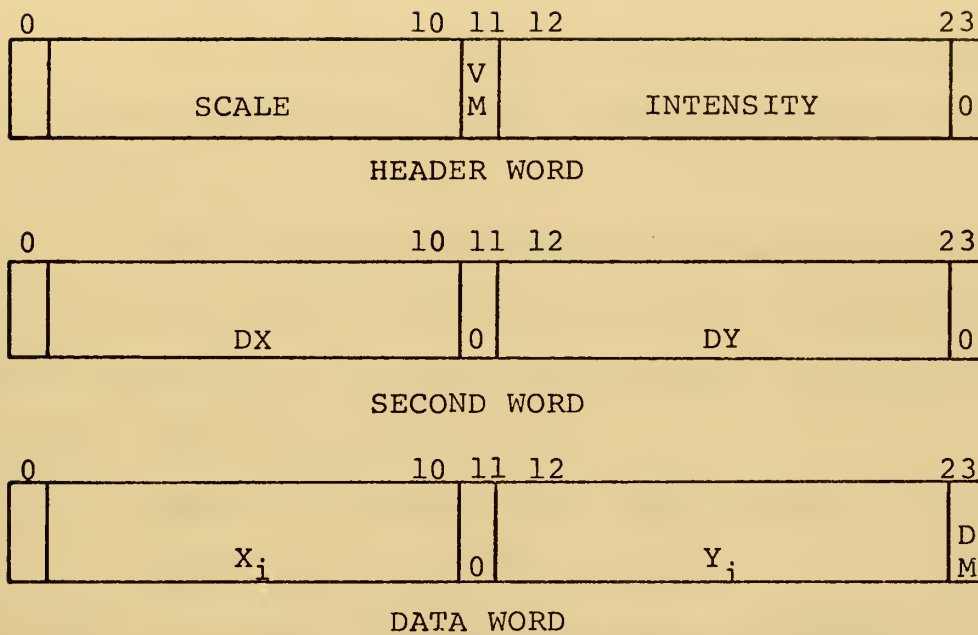 0 10 11 12 23
V
M
SCALE INTENSITY 0
HEADER WORD
0 10 11 12 23
DX 0 DY 0
SECOND WORD
0 10 11 12 23
D
M
Xi 0 Yi
DATA WORD